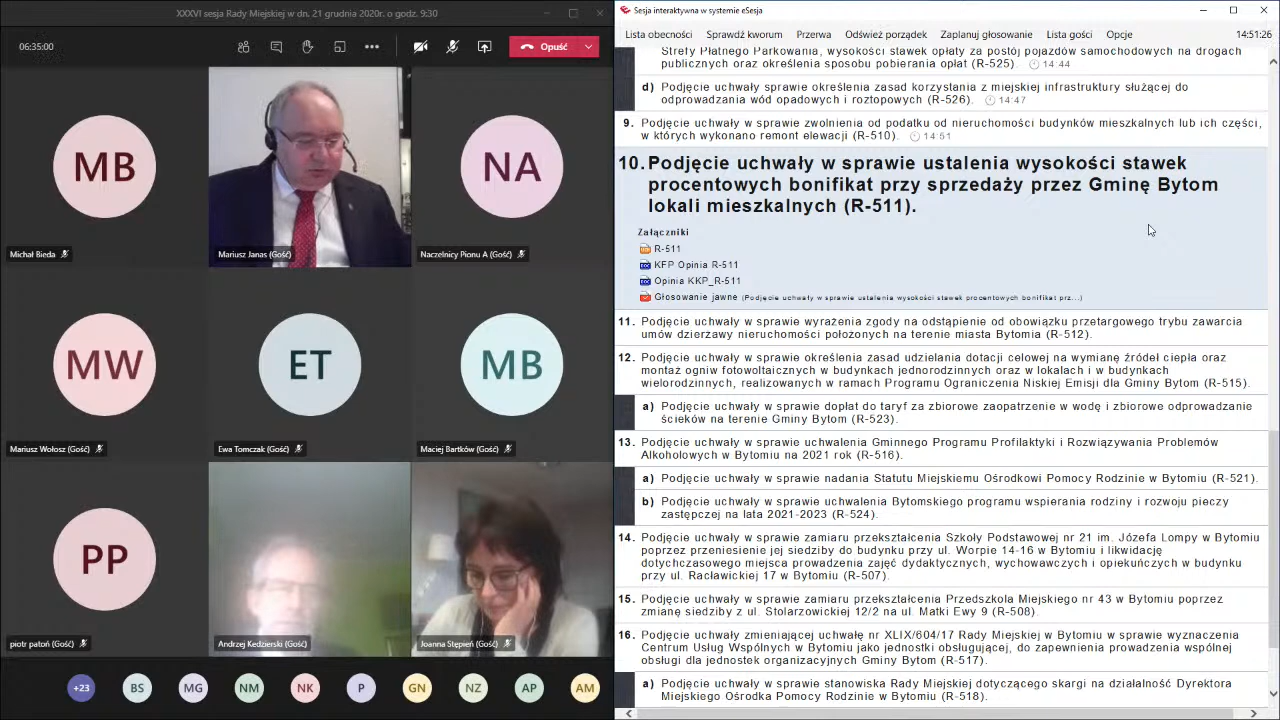 XXXVI sesja Rady Miejskiej w dn. 21 grudnia 2020r. o godz. 9:30
06:35:00
Opuść
MB
Michał Bieda
Mariusz Janas (Gość)
NA
Naczelnicy Pionu A (Gość)
MW
Mariusz Wołosz (Gość)
ET
Ewa Tomczak (Gość)
MB
Maciej Bartków (Gość)
PP
piotr patoń (Gość)
Andrzej Kedzierski (Gość)
Joanna Stępień (Gość)
+23
BS
MG
NM
NK
P
GN
NZ
AP
AM
Sesja interaktywna w systemie eSesja
Lista obecności Sprawdź kworum Przerwa Odśwież porządek Zaplanuj głosowanie Lista gości Opcje 14:51:26
Strefy Płatnego Parkowania, wysokości stawek opłaty za postój pojazdów samochodowych na drogach
publicznych oraz określenia sposobu pobierania opłat (R-525). 14:44
d) Podjęcie uchwały w sprawie określenia zasad korzystania z miejskiej infrastruktury służącej do
odprowadzania wód opadowych i roztopowych (R-526). 14:47
9. Podjęcie uchwały w sprawie zwolnienia od podatku od nieruchomości budynków mieszkalnych lub ich części,
w których wykonano remont elewacji (R-510). 14:51
10. Podjęcie uchwały w sprawie ustalenia wysokości stawek
procentowych bonifikat przy sprzedaży przez Gminę Bytom
lokali mieszkalnych (R-511).
Załączniki
R-511
KFP Opinia R-511
Opinia KKP_R-511
Głosowanie jawne (Podjęcie uchwały w sprawie ustalenia wysokości stawek procentowych bonifikat prz...)
11. Podjęcie uchwały w sprawie wyrażenia zgody na odstąpienie od obowiązku przetargowego trybu zawarcia
umów dzierżawy nieruchomości położonych na terenie miasta Bytomia (R-512).
12. Podjęcie uchwały w sprawie określenia zasad udzielania dotacji celowej na wymianę źródeł ciepła oraz
montaż ogniw fotowoltaicznych w budynkach jednorodzinnych oraz w lokalach i w budynkach
wielorodzinnych, realizowanych w ramach Programu Ograniczenia Niskiej Emisji dla Gminy Bytom (R-515).
a) Podjęcie uchwały w sprawie dopłat do taryf za zbiorowe zaopatrzenie w wodę i zbiorowe odprowadzanie
ścieków na terenie Gminy Bytom (R-523).
13. Podjęcie uchwały w sprawie uchwalenia Gminnego Programu Profilaktyki i Rozwiązywania Problemów
Alkoholowych w Bytomiu na 2021 rok (R-516).
a) Podjęcie uchwały w sprawie nadania Statutu Miejskiemu Ośrodkowi Pomocy Rodzinie w Bytomiu (R-521).
b) Podjęcie uchwały w sprawie uchwalenia Bytomskiego programu wspierania rodziny i rozwoju pieczy
zastępczej na lata 2021-2023 (R-524).
14. Podjęcie uchwały w sprawie zamiaru przekształcenia Szkoły Podstawowej nr 21 im. Józefa Lompy w Bytomiu
poprzez przeniesienie jej siedziby do budynku przy ul. Worpie 14-16 w Bytomiu i likwidację
dotychczasowego miejsca prowadzenia zajęć dydaktycznych, wychowawczych i opiekuńczych w budynku
przy ul. Racławickiej 17 w Bytomiu (R-507).
15. Podjęcie uchwały w sprawie zamiaru przekształcenia Przedszkola Miejskiego nr 43 w Bytomiu poprzez
zmianę siedziby z ul. Stolarzowickiej 12/2 na ul. Matki Ewy 9 (R-508).
16. Podjęcie uchwały zmieniającej uchwałę nr XLIX/604/17 Rady Miejskiej w Bytomiu w sprawie wyłączenia
Centrum Usług Wspólnych w Bytomiu jako jednostki obsługującej, do zapewnienia prowadzenia wspólnej
obsługi dla jednostek organizacyjnych Gminy Bytom (R-517).
a) Podjęcie uchwały w sprawie stanowiska Rady Miejskiej dotyczącego skargi na działalność Dyrektora
Miejskiego Ośrodka Pomocy Rodzinie w Bytomiu (R-518).